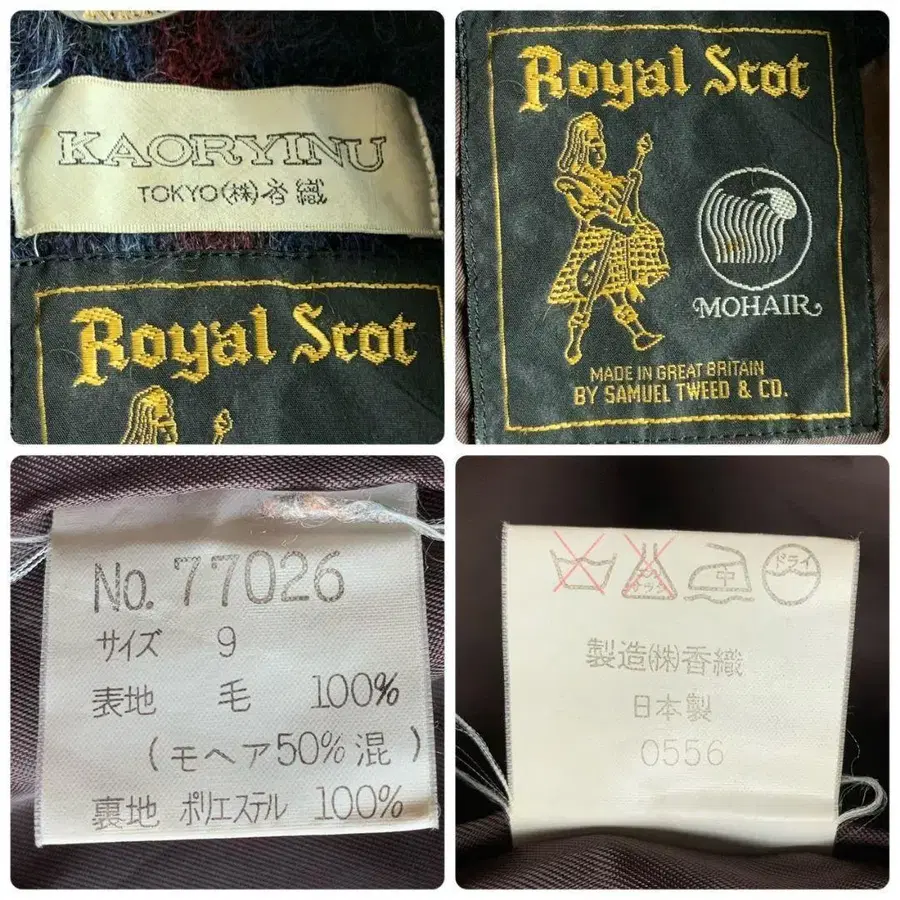 KAORYINU
TOKYO(株)香織
Royal Scot
Royal Scot
MOHAIR
MADE IN GREAT BRITAIN
BY SAMUEL TWEED & CO.
No. 77026
サイズ 9
表地 毛 100%
(モヘア50%混)
裏地 ポリエステル 100%
中 ドライ
製造(株)香織
日本製
0556